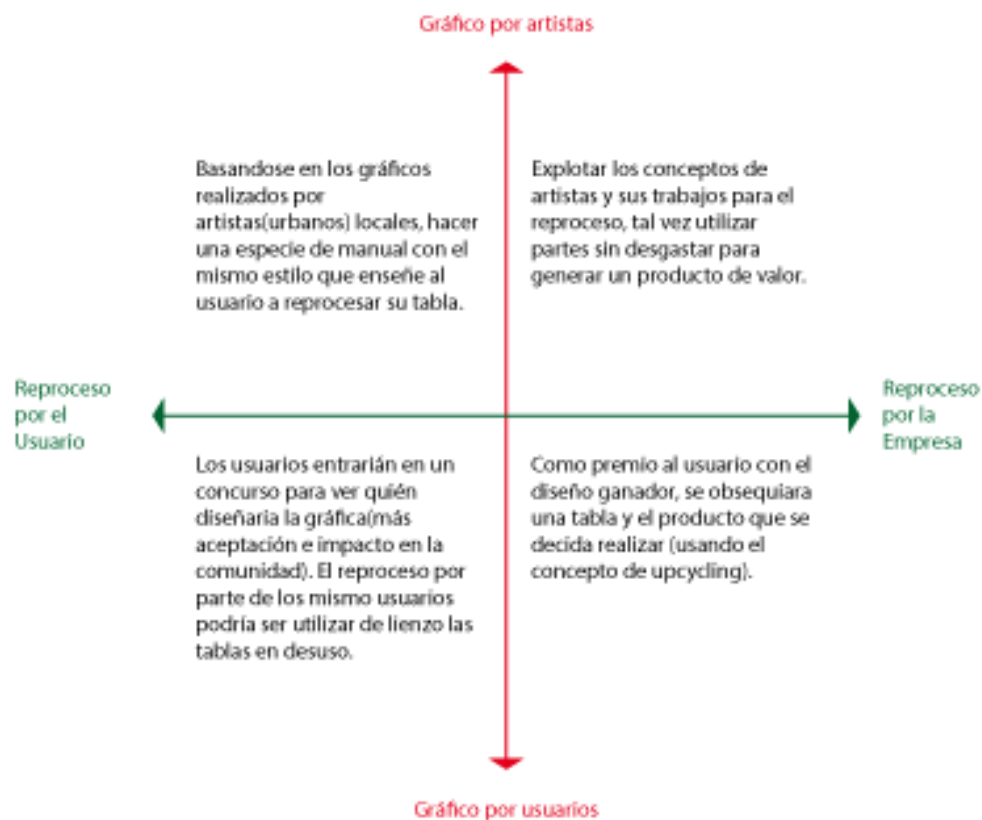 Gráfico por artistas
Basandose en los gráficos
realizados por
artistas(urbanos) locales, hacer
una especie de manual con el
mismo estilo que enseñe al
usuario a reprocesar su tabla.
Explotar los conceptos de
artistas y sus trabajos para el
reproceso, tal vez utilizar
partes sin desgastar para
generar un producto de valor.
Reproceso
por el
Usuario
Reproceso
por la
Empresa
Los usuarios entrarián en un
concurso para ver quién
diseñaria la gráfica(más
aceptación e impacto en la
comunidad). El reproceso por
parte de los mismo usuarios
podría ser utilizar de lienzo las
tablas en desuso.
Como premio al usuario con el
diseño ganador, se obsequiara
una tabla y el producto que se
decida realizar (usando el
concepto de upcycling).
Gráfico por usuarios